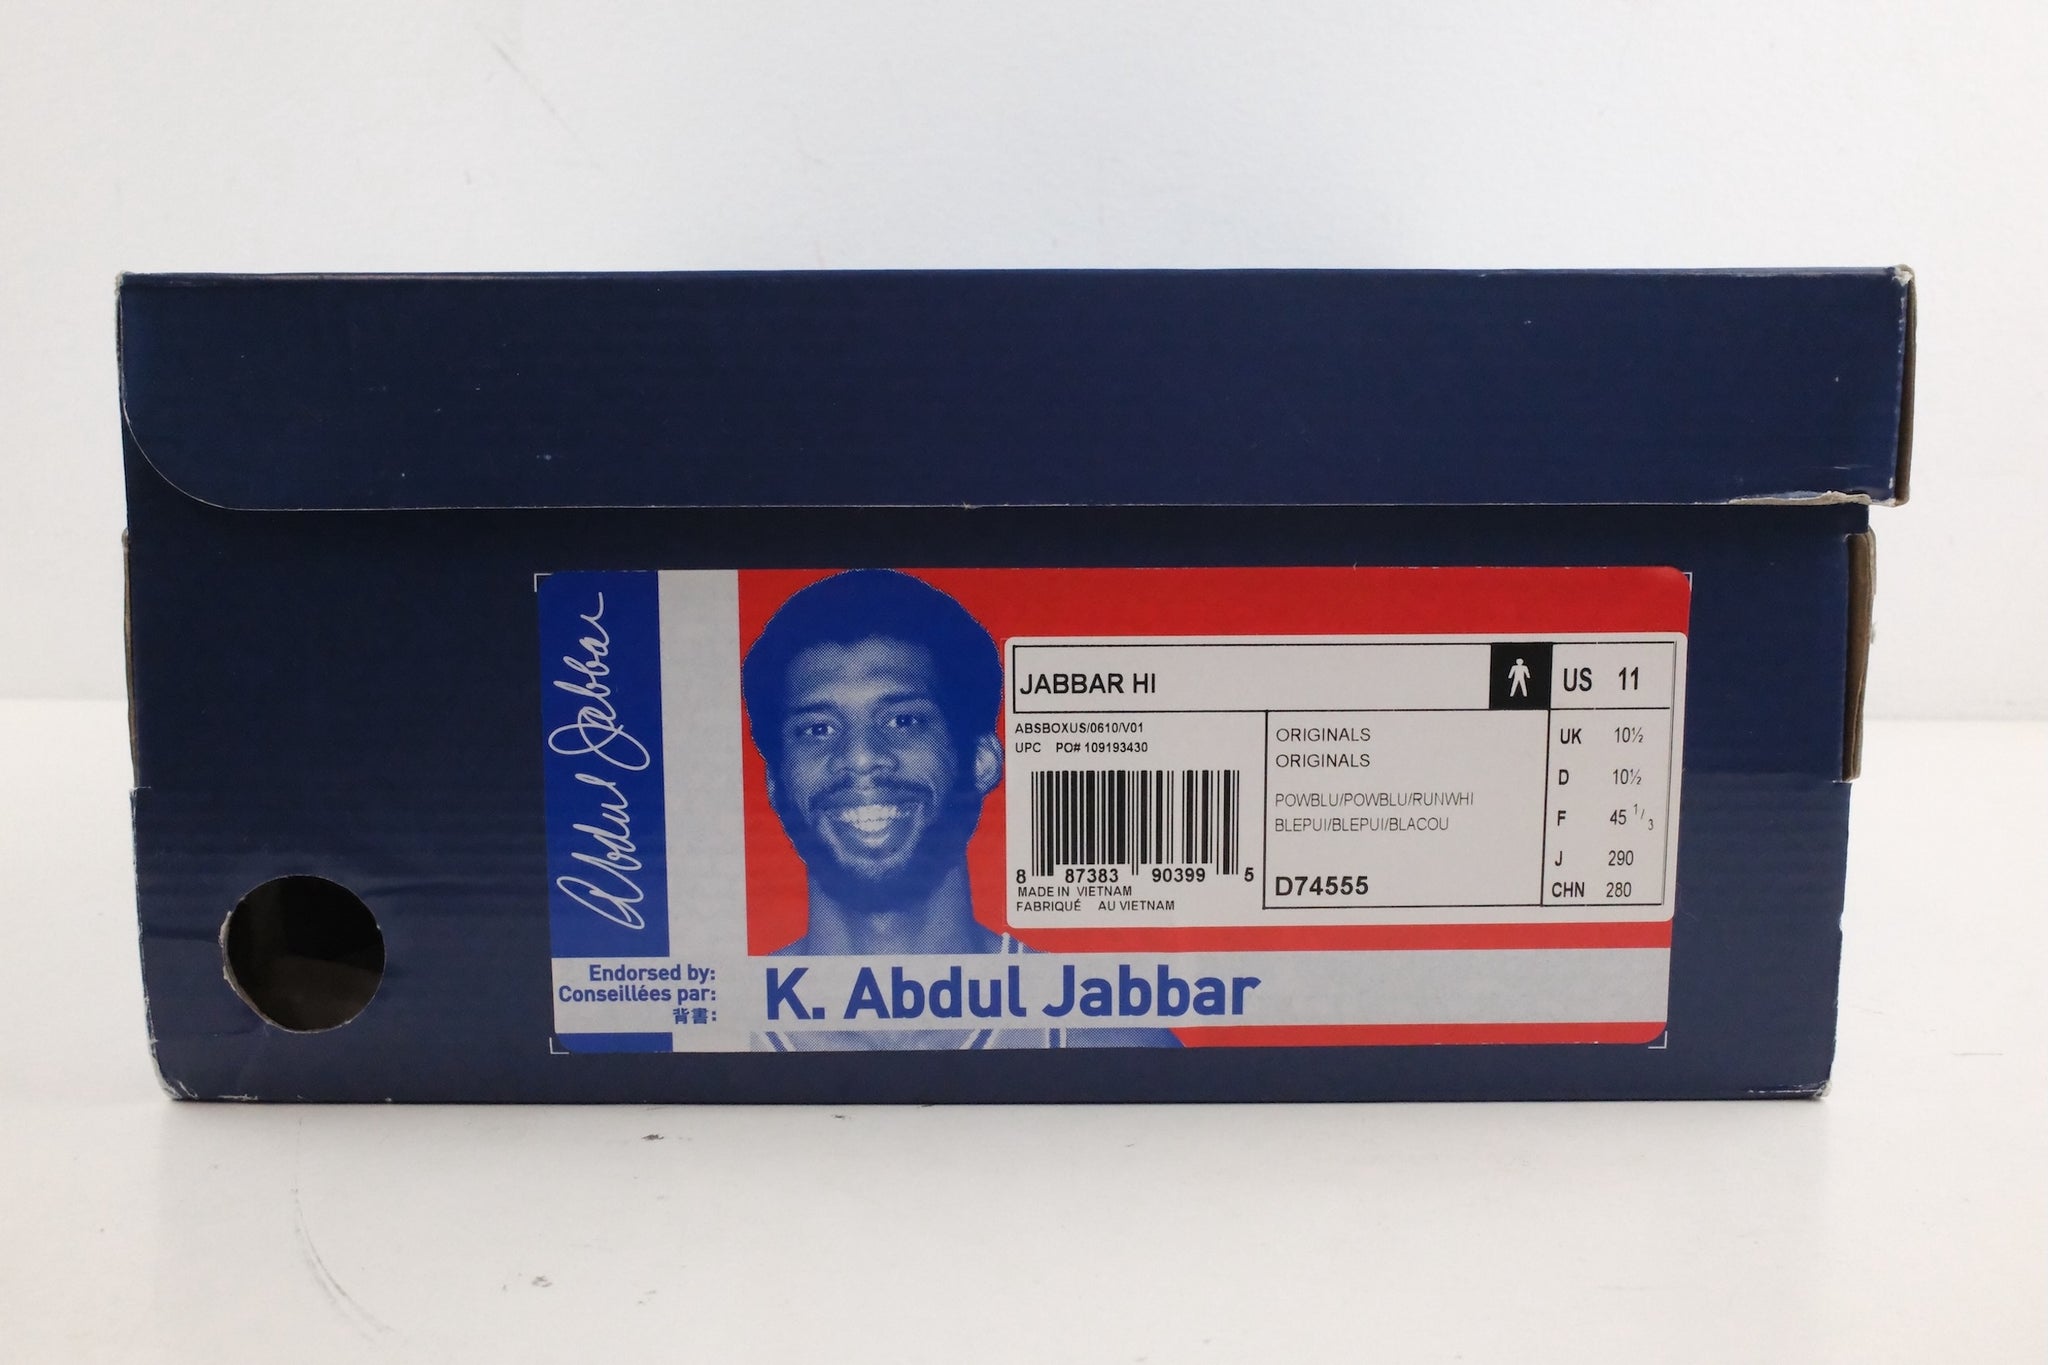 Abdul Jabbar
JABBAR HI
US 11
ABSBOXUS/0610/V01
UPC PO# 109193430
8 87383 90399 5
MADE IN VIETNAM
FABRIQUÉ AU VIETNAM
ORIGINALS
ORIGINALS
POWBLU/POWBLU/RUNWHI
BLEPUI/BLEPUI/BLACOU
D74555
UK 10½
D 10½
F 45 1/3
J 290
CHN 280
Endorsed by:
Conseillées par:
背書:
K. Abdul Jabbar